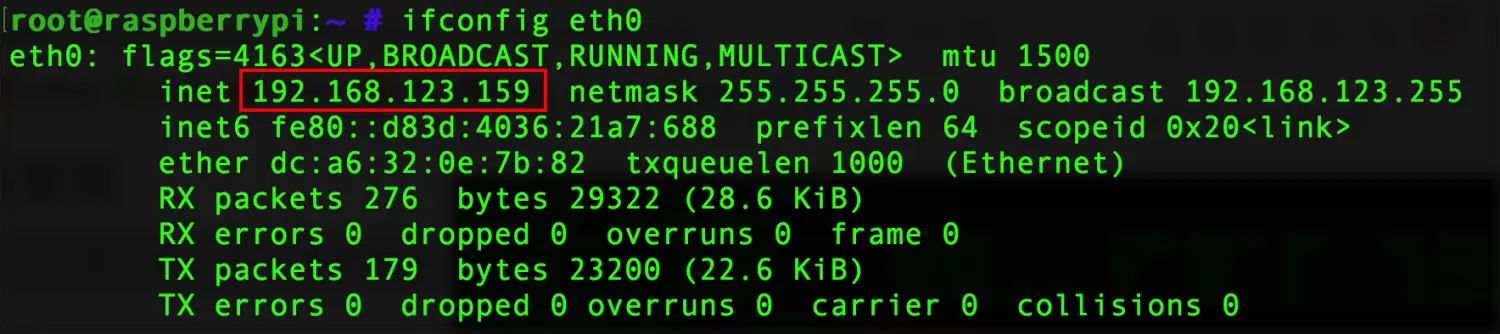 [root@raspberrypi:~ # ifconfig eth0
eth0: flags=4163<UP,BROADCAST,RUNNING,MULTICAST>  mtu 1500
        inet 192.168.123.159  netmask 255.255.255.0  broadcast 192.168.123.255
        inet6 fe80::d83d:4036:21a7:688  prefixlen 64  scopeid 0x20<link>
        ether dc:a6:32:0e:7b:82  txqueuelen 1000  (Ethernet)
        RX packets 276  bytes 29322 (28.6 KiB)
        RX errors 0  dropped 0  overruns 0  frame 0
        TX packets 179  bytes 23200 (22.6 KiB)
        TX errors 0  dropped 0 overruns 0  carrier 0  collisions 0